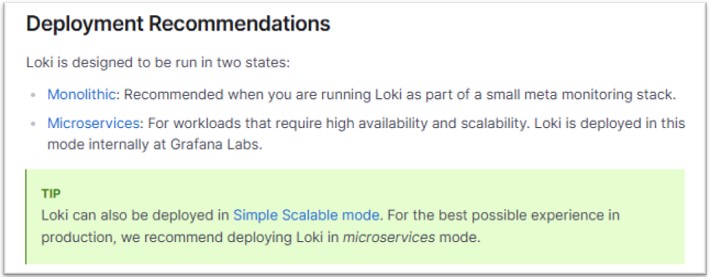 Deployment Recommendations
Loki is designed to be run in two states:
• Monolithic: Recommended when you are running Loki as part of a small meta monitoring stack.
• Microservices: For workloads that require high availability and scalability. Loki is deployed in this
mode internally at Grafana Labs.
TIP
Loki can also be deployed in Simple Scalable mode. For the best possible experience in
production, we recommend deploying Loki in microservices mode.